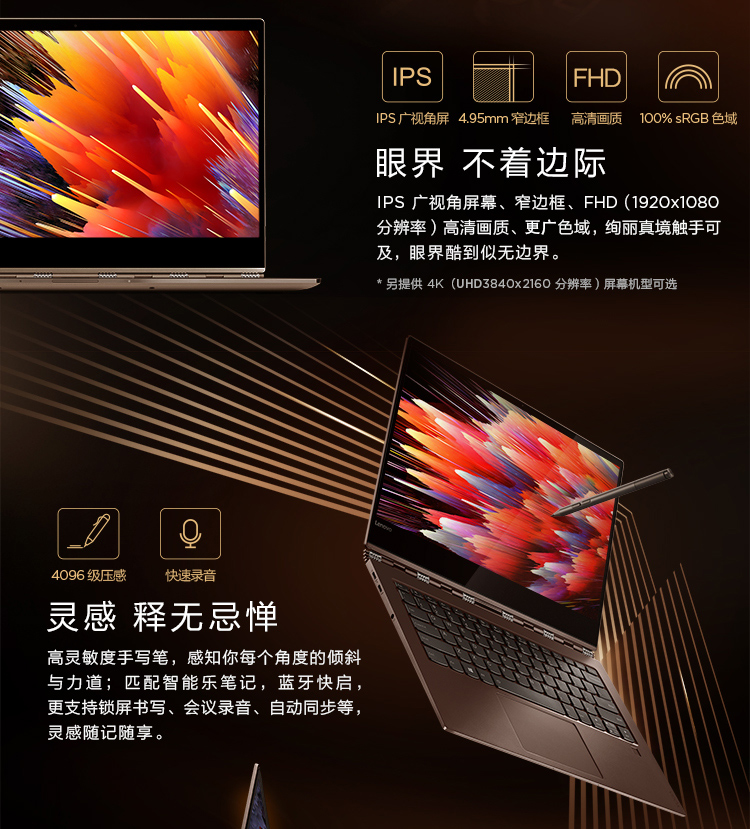 IPS
FHD
IPS 广视角屏
4.95mm 窄边框
高清画质
100% sRGB 色域
眼界 不着边际
IPS 广视角屏幕、窄边框、FHD（1920x1080
分辨率）高清画质、更广色域，绚丽真境触手可
及，眼界酷到似无边界。
* 另提供 4K（UHD3840x2160 分辨率）屏幕机型可选
Lenovo
4096 级压感
快速录音
灵感 释无忌惮
高灵敏度手写笔，感知你每个角度的倾斜
与力道；匹配智能乐笔记，蓝牙快启，
更支持锁屏书写、会议录音、自动同步等，
灵感随记随享。